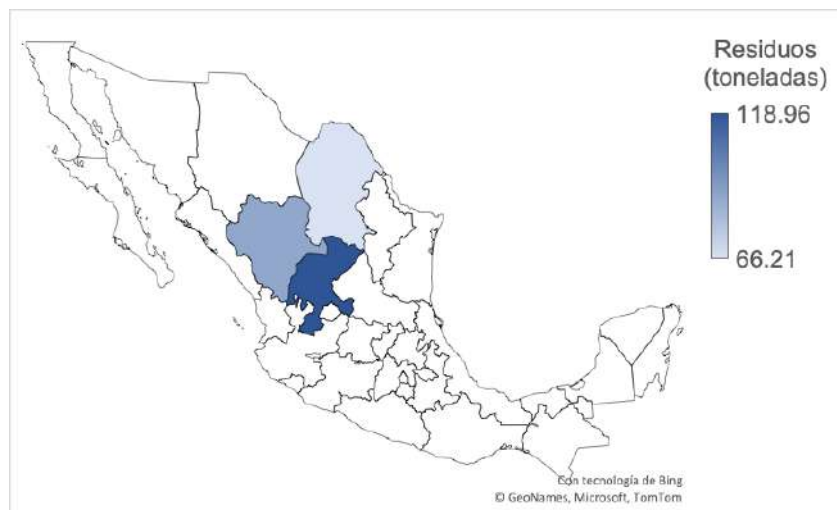 Residuos
(toneladas)
118.96
66.21
Con tecnología de Bing
© GeoNames, Microsoft, TomTom